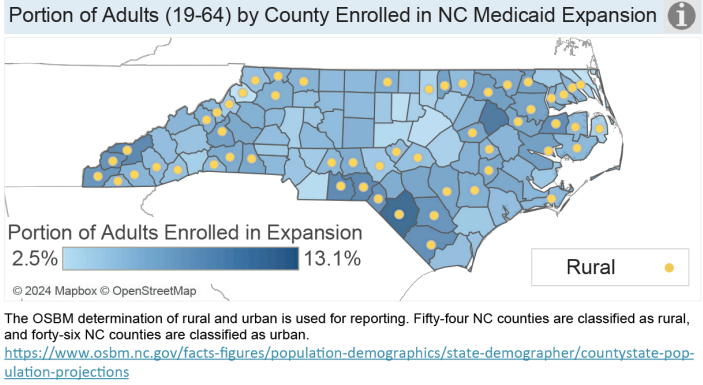 Portion of Adults (19-64) by County Enrolled in NC Medicaid Expansion
Portion of Adults Enrolled in Expansion
2.5% 13.1%
Rural
© 2024 Mapbox © OpenStreetMap
The OSBM determination of rural and urban is used for reporting. Fifty-four NC counties are classified as rural,
and forty-six NC counties are classified as urban.
https://www.osbm.nc.gov/facts-figures/population-demographics/state-demographer/countystate-pop-
ulation-projections